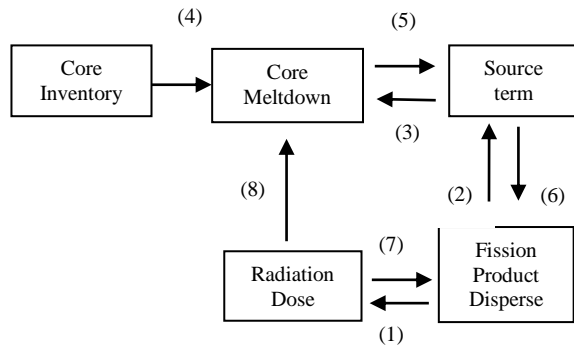 (4)
(5)
Core
Inventory
Core
Meltdown
Source
term
(3)
(8)
(2)
(6)
(7)
Radiation
Dose
Fission
Product
Disperse
(1)